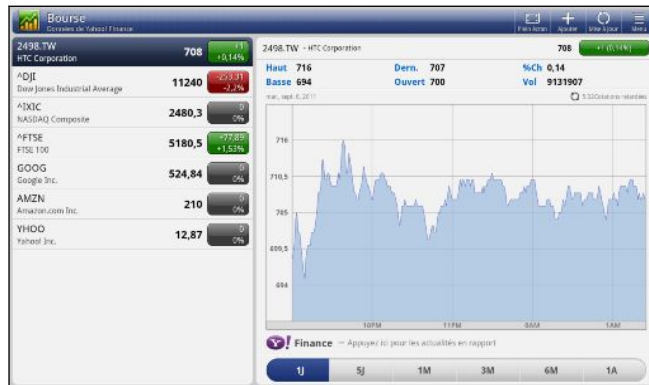 Bourse
Données de Yahoo! Finance
Plein écran Ajouter Mise à jour Menu
2498.TW
HTC Corporation
708
+1
+0,14%
^DJI
Dow Jones Industrial Average
11240
-253,31
-2,2%
^IXIC
NASDAQ Composite
2480,3
0
0%
^FTSE
FTSE 100
5180,5
+77,89
+1,53%
GOOG
Google Inc.
524,84
0
0%
AMZN
Amazon.com Inc.
210
0
0%
YHOO
Yahoo! Inc.
12,87
0
0%
2498.TW - HTC Corporation
708
+1 (0,14%)
Haut 716 Dern. 707 %Ch 0,14
Basse 694 Ouvert 700 Vol 9131907
mar., sept. 6, 2011
716
710,5
705
699,5
694
10PM 11PM 0AM 1AM
Y! Finance — Appuyez ici pour les actualités en rapport
1J 5J 1M 3M 6M 1A